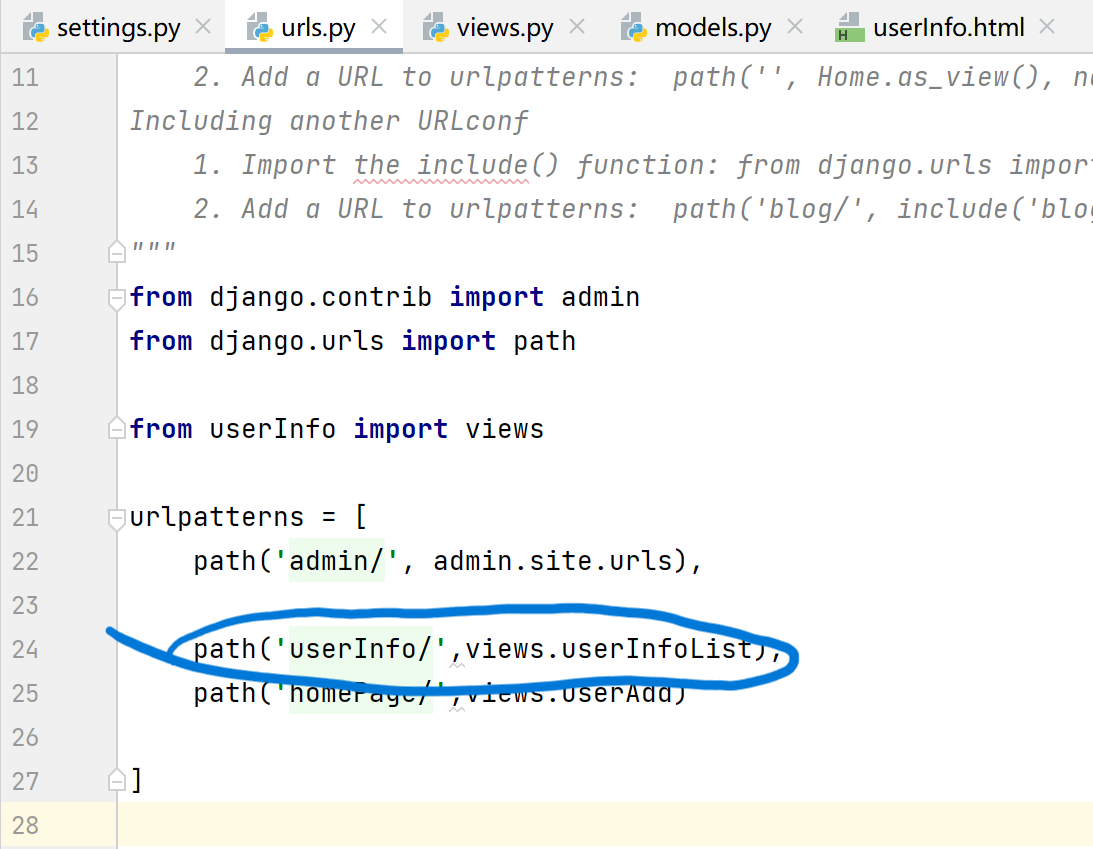 settings.py urls.py views.py models.py H userInfo.html
11 2. Add a URL to urlpatterns:  path('', Home.as_view(), na
12 Including another URLconf
13 1. Import the include() function: from django.urls import
14 2. Add a URL to urlpatterns:  path('blog/', include('blog
15 """
16 from django.contrib import admin
17 from django.urls import path
18
19 from userInfo import views
20
21 urlpatterns = [
22 path('admin/', admin.site.urls),
23
24 path('userInfo/',views.userInfoList),
25 path('homePage/',views.userAdd)
26
27 ]
28